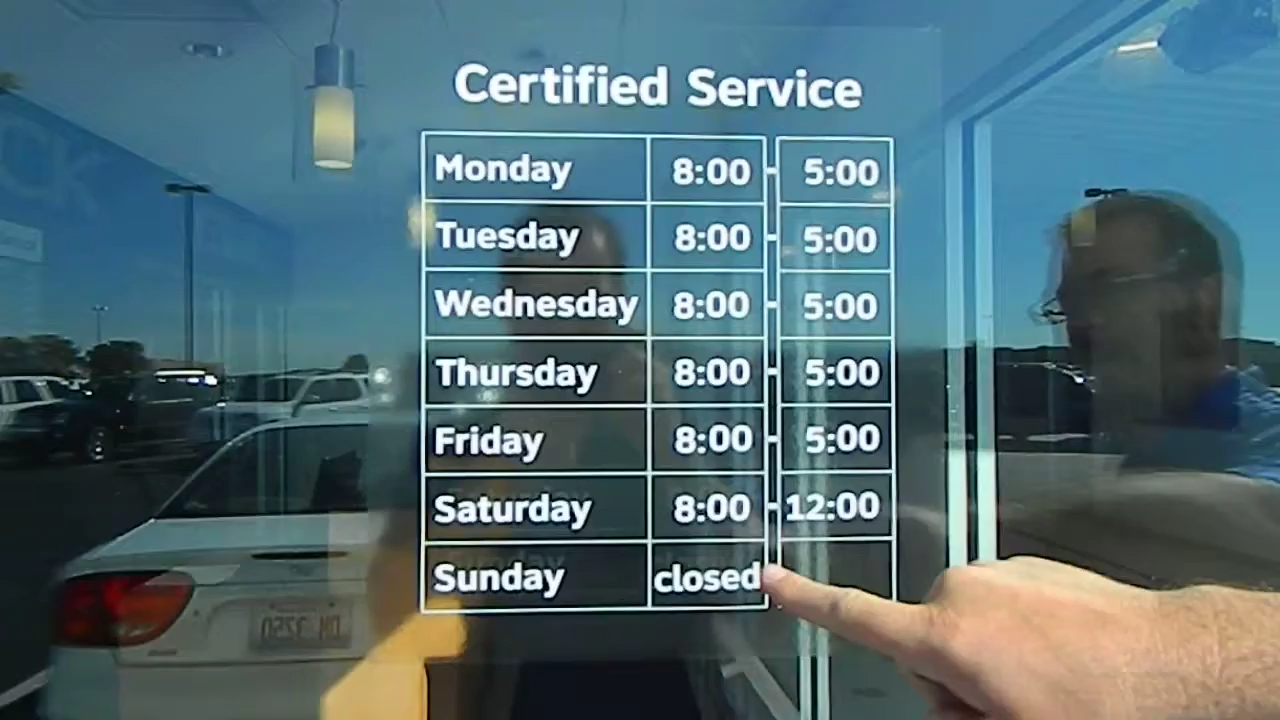 Certified Service
Monday 8:00 - 5:00
Tuesday 8:00 - 5:00
Wednesday 8:00 - 5:00
Thursday 8:00 - 5:00
Friday 8:00 - 5:00
Saturday 8:00 - 12:00
Sunday closed